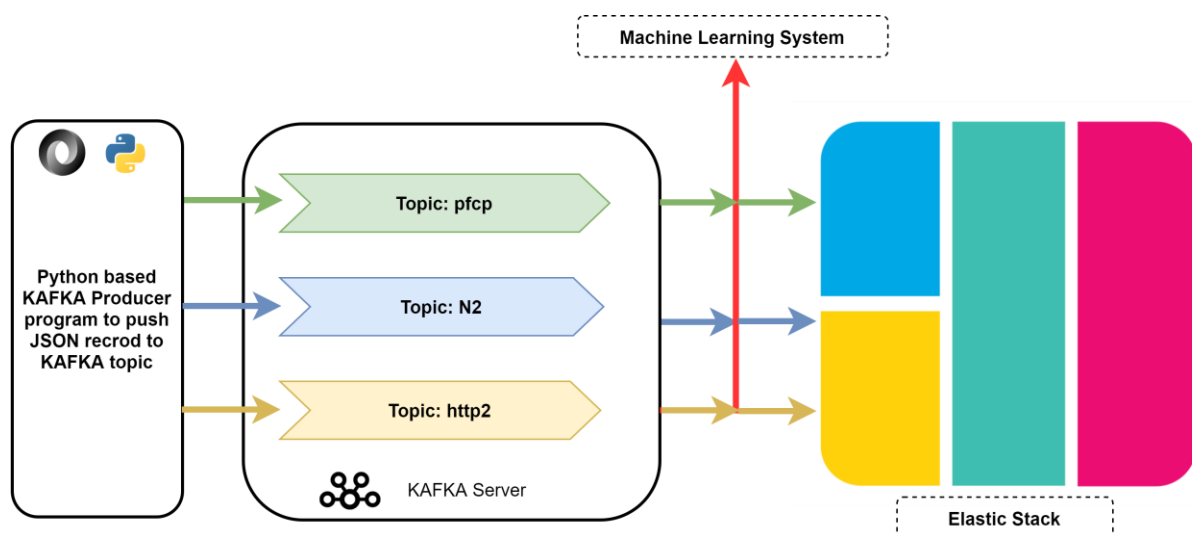 Machine Learning System
Python based
KAFKA Producer
program to push
JSON recrod to
KAFKA topic
Topic: pfcp
Topic: N2
Topic: http2
KAFKA Server
Elastic Stack